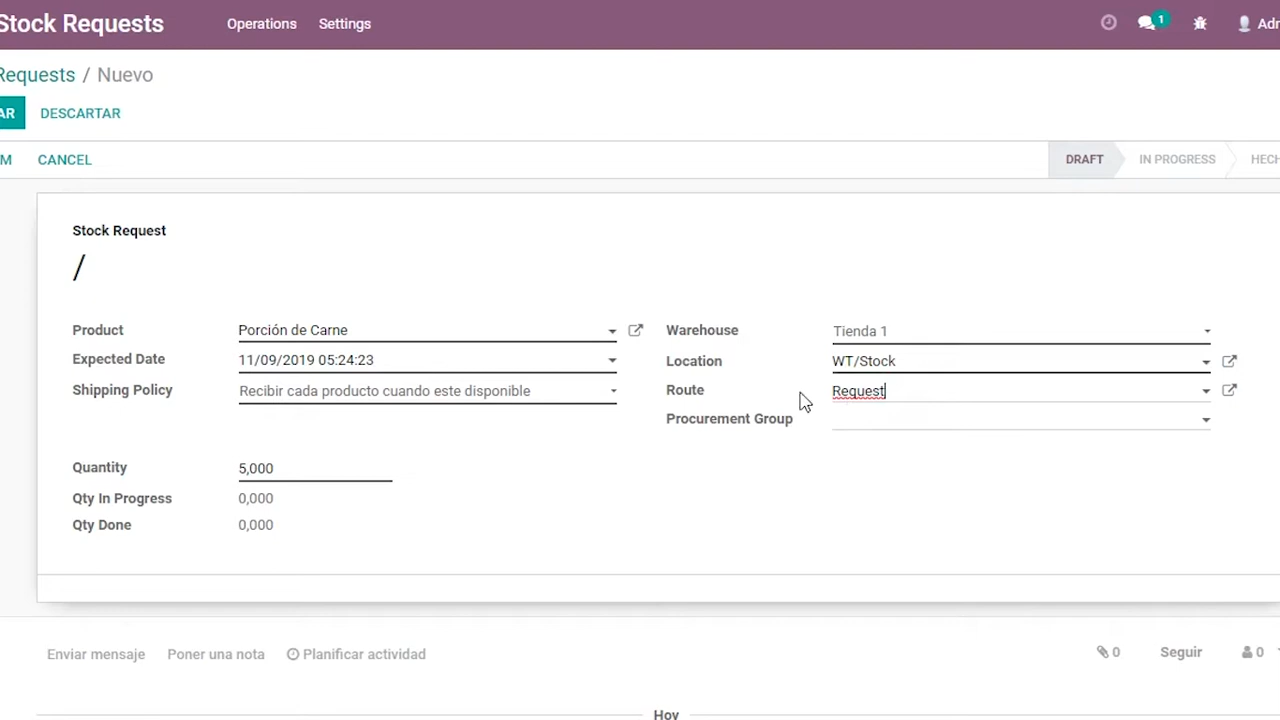 Stock Requests Operations Settings 1 Adr
Requests / Nuevo
AR DESCARTAR
M CANCEL DRAFT IN PROGRESS HECH
Stock Request
/
Product Porción de Carne Warehouse Tienda 1
Expected Date 11/09/2019 05:24:23 Location WT/Stock
Shipping Policy Recibir cada producto cuando este disponible Route Request
Procurement Group
Quantity 5,000
Qty In Progress 0,000
Qty Done 0,000
Enviar mensaje Poner una nota Planificar actividad 0 Seguir 0
Hoy